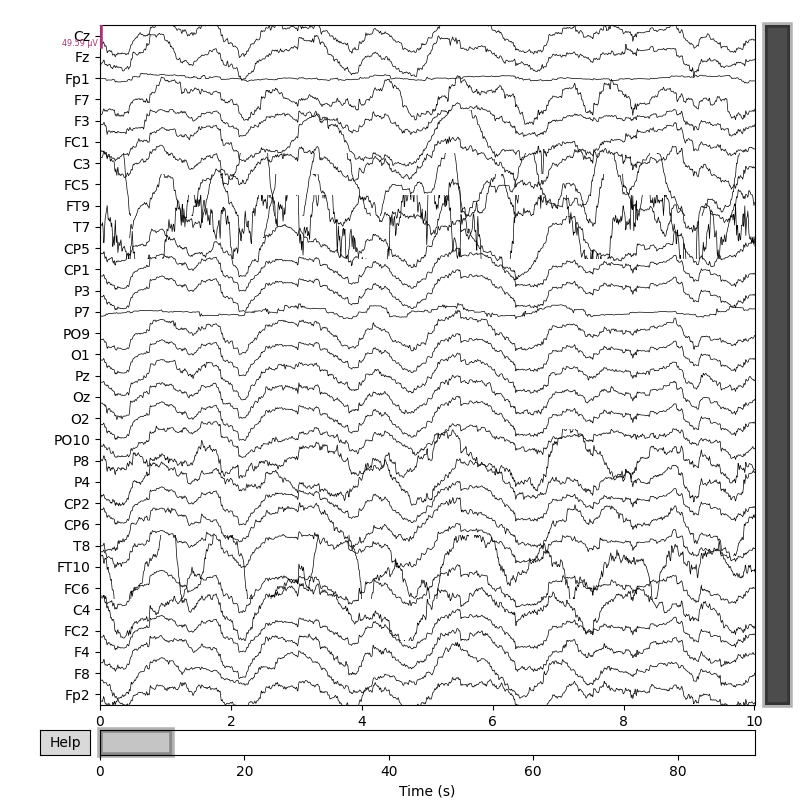 Cz
49.59 µV
Fz
Fp1
F7
F3
FC1
C3
FC5
FT9
T7
CP5
CP1
P3
P7
PO9
O1
Pz
Oz
O2
PO10
P8
P4
CP2
CP6
T8
FT10
FC6
C4
FC2
F4
F8
Fp2
0 2 4 6 8 10
Help
0 20 40 60 80
Time (s)